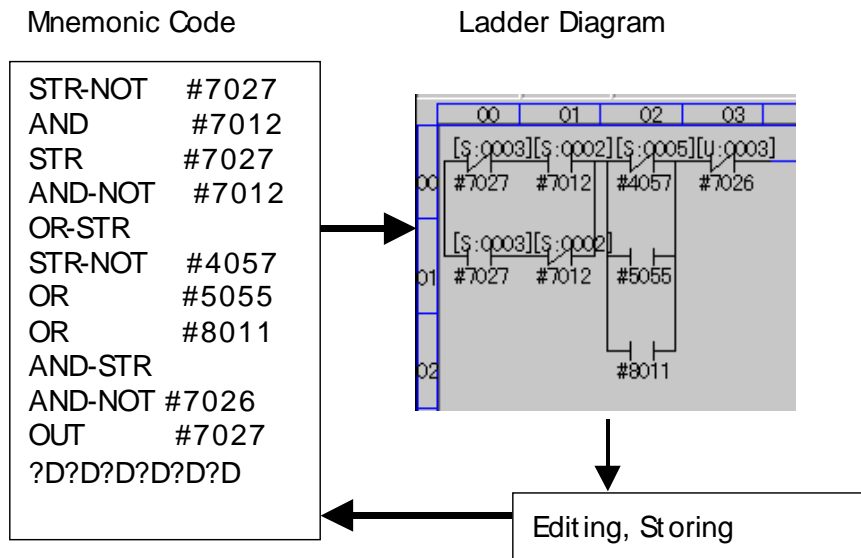 Mnemonic Code
Ladder Diagram
STR-NOT #7027
AND #7012
STR #7027
AND-NOT #7012
OR-STR
STR-NOT #4057
OR #5055
OR #8011
AND-STR
AND-NOT #7026
OUT #7027
?D?D?D?D?D?D
00 01 02 03
[S:0003][S:0002][S:0005][U:0003]
00 #7027 #7012 #4057 #7026
[S:0003][S:0002]
01 #7027 #7012 #5055
02 #8011
Editing, Storing